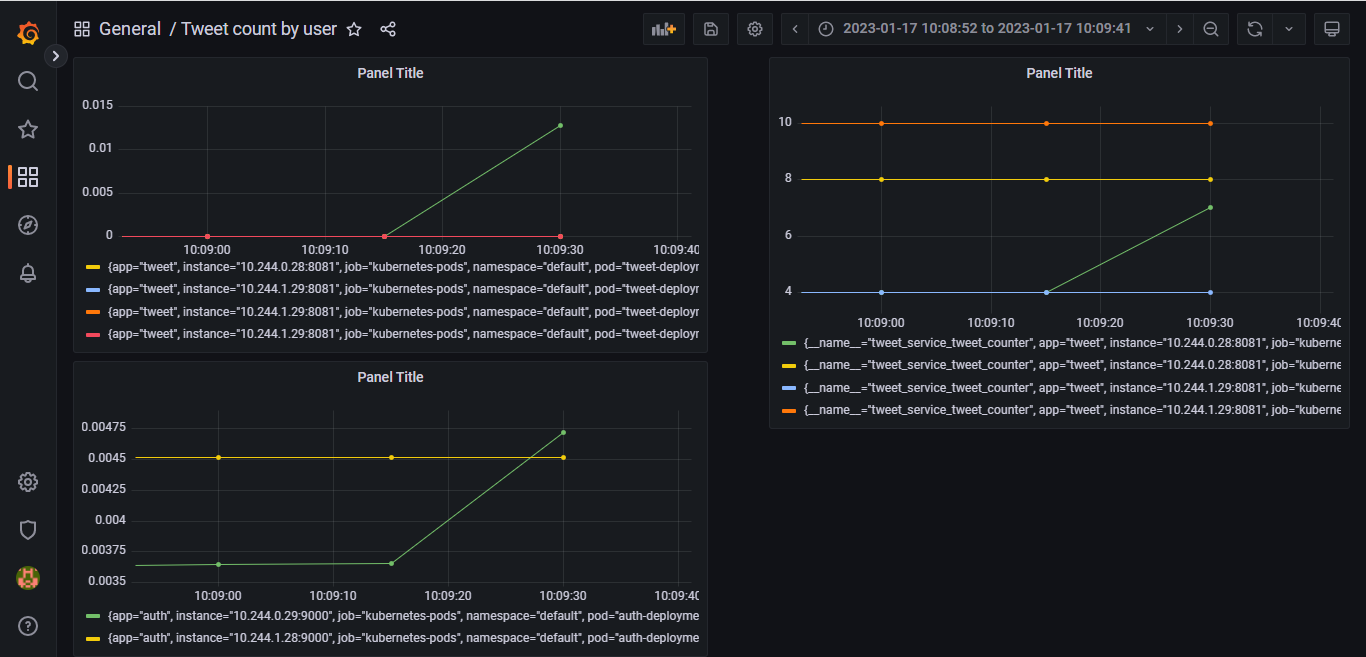 General / Tweet count by user
2023-01-17 10:08:52 to 2023-01-17 10:09:41
Panel Title
0.015
0.01
0.005
0
10:09:00 10:09:10 10:09:20 10:09:30 10:09:40
{app="tweet", instance="10.244.0.28:8081", job="kubernetes-pods", namespace="default", pod="tweet-deployr
{app="tweet", instance="10.244.1.29:8081", job="kubernetes-pods", namespace="default", pod="tweet-deployr
{app="tweet", instance="10.244.1.29:8081", job="kubernetes-pods", namespace="default", pod="tweet-deployr
{app="tweet", instance="10.244.1.29:8081", job="kubernetes-pods", namespace="default", pod="tweet-deployr
Panel Title
10
8
6
4
10:09:00 10:09:10 10:09:20 10:09:30 10:09:40
{__name__="tweet_service_tweet_counter", app="tweet", instance="10.244.0.28:8081", job="kuberne
{__name__="tweet_service_tweet_counter", app="tweet", instance="10.244.0.28:8081", job="kuberne
{__name__="tweet_service_tweet_counter", app="tweet", instance="10.244.1.29:8081", job="kuberne
{__name__="tweet_service_tweet_counter", app="tweet", instance="10.244.1.29:8081", job="kuberne
Panel Title
0.00475
0.0045
0.00425
0.004
0.00375
0.0035
10:09:00 10:09:10 10:09:20 10:09:30 10:09:40
{app="auth", instance="10.244.0.29:9000", job="kubernetes-pods", namespace="default", pod="auth-deployme
{app="auth", instance="10.244.1.28:9000", job="kubernetes-pods", namespace="default", pod="auth-deployme